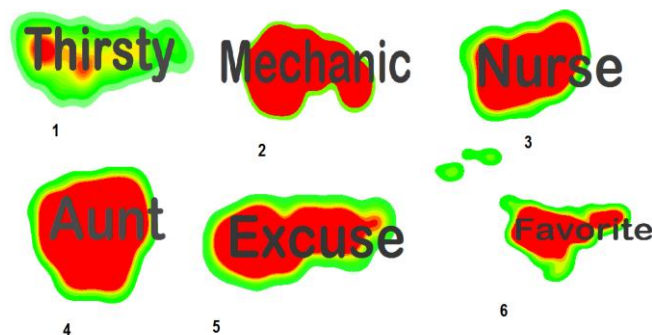 Thirsty
Mechanic
Nurse
1
2
3
Aunt
Excuse
Favorite
4
5
6